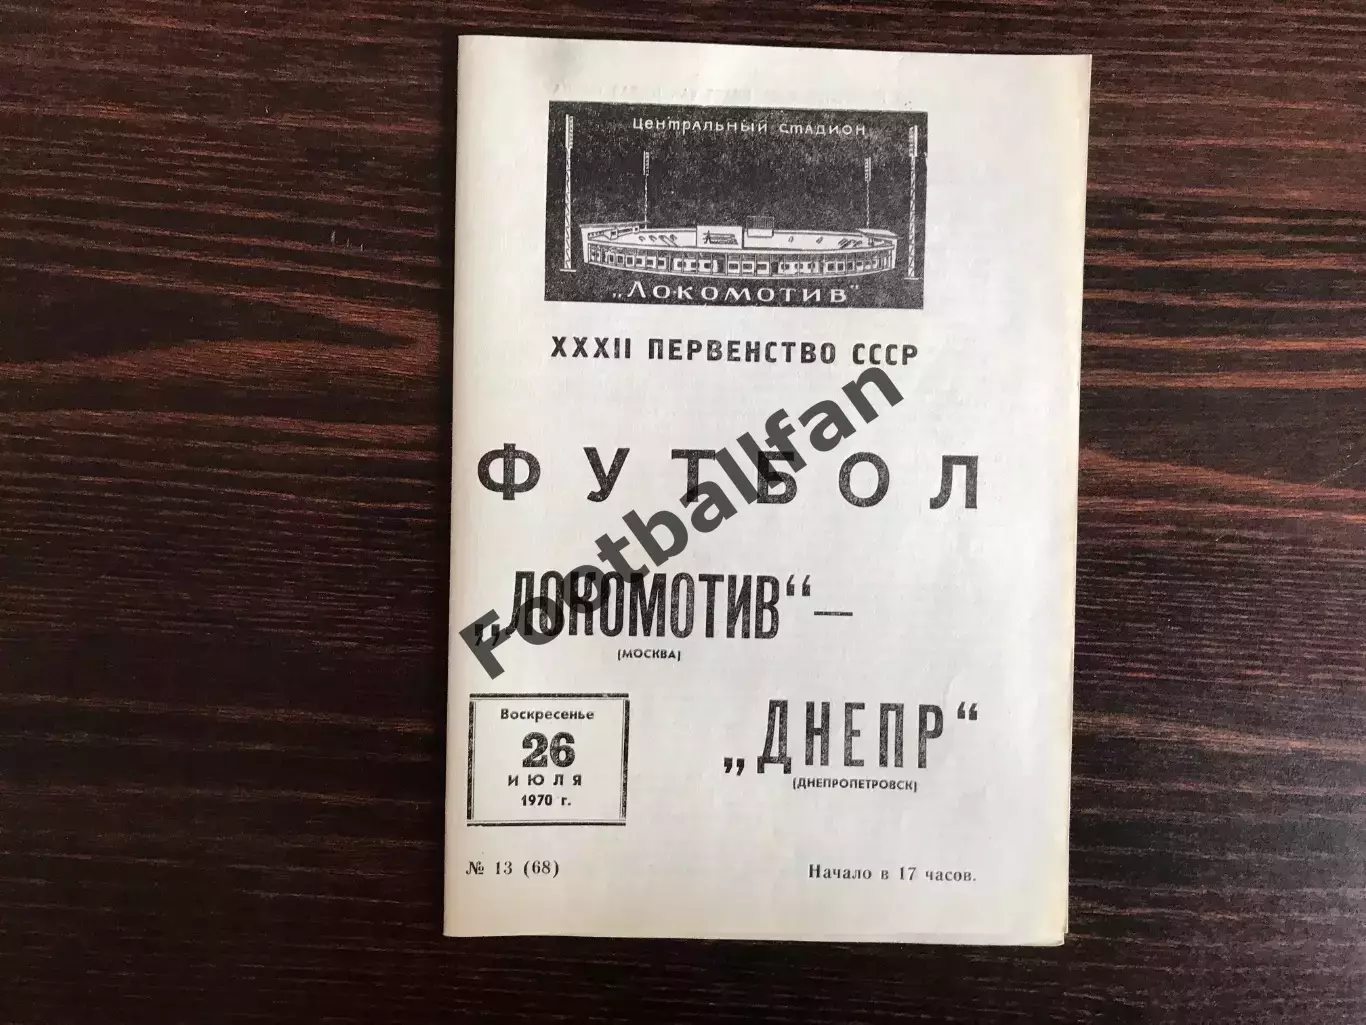 Центральный стадион
„Локомотив"
XXXII ПЕРВЕНСТВО СССР
ФУТБОЛ
„ЛОКОМОТИВ“—
(МОСКВА)
Воскресенье
26
ИЮЛЯ
1970 г.
„ДНЕПР“
(ДНЕПРОПЕТРОВСК)
№ 13 (68)
Начало в 17 часов.
Footballfan